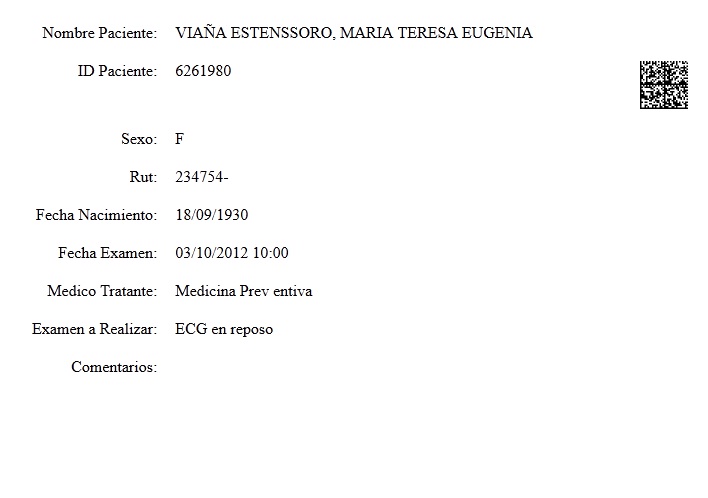 Nombre Paciente: VIAÑA ESTENSSORO, MARIA TERESA EUGENIA
ID Paciente: 6261980
Sexo: F
Rut: 234754-
Fecha Nacimiento: 18/09/1930
Fecha Examen: 03/10/2012 10:00
Medico Tratante: Medicina Prev entiva
Examen a Realizar: ECG en reposo
Comentarios: